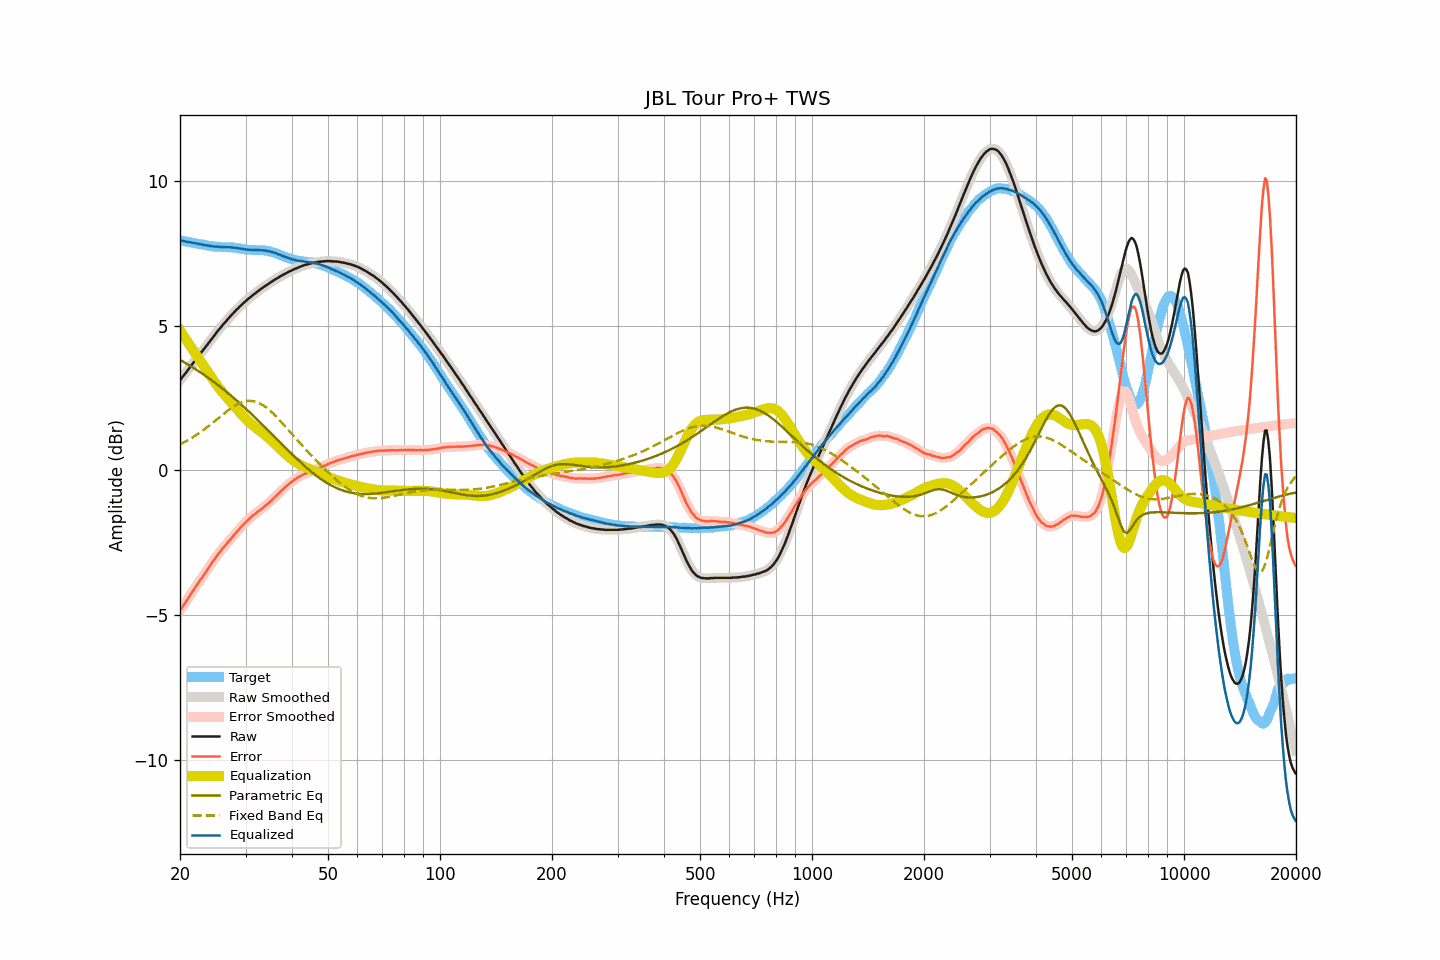 JBL Tour Pro+ TWS
Amplitude (dBr)
10
5
0
−5
−10
Target
Raw Smoothed
Error Smoothed
Raw
Error
Equalization
Parametric Eq
Fixed Band Eq
Equalized
20 50 100 200 500 1000 2000 5000 10000 20000
Frequency (Hz)